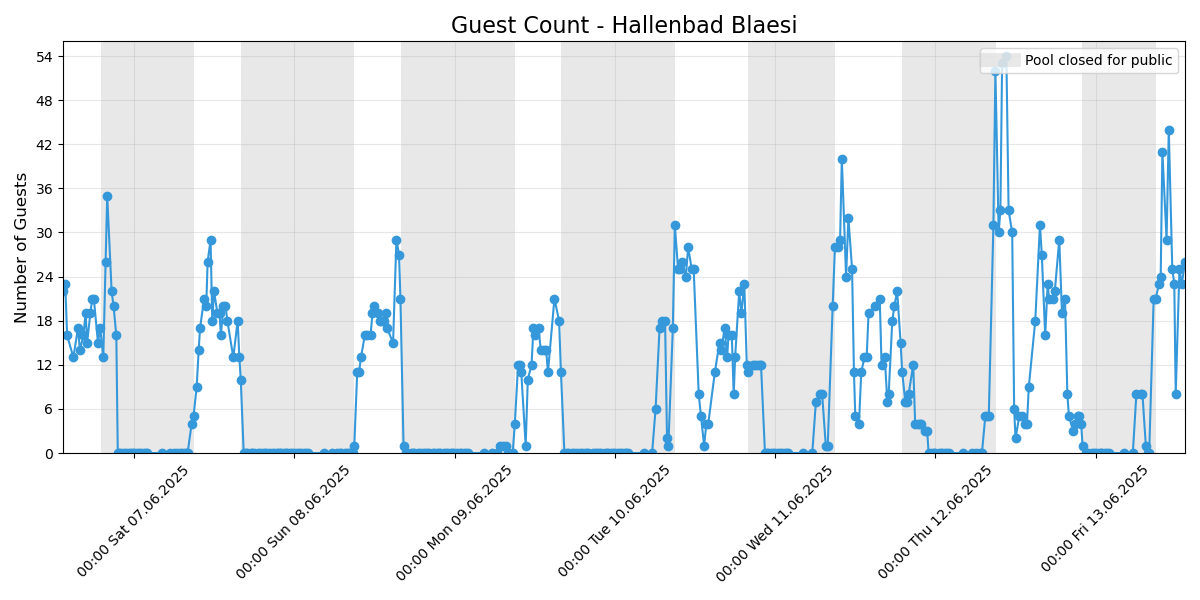 Guest Count - Hallenbad Blaesi
Pool closed for public
Number of Guests
54
48
42
36
30
24
18
12
6
0
00:00 Sat 07.06.2025
00:00 Sun 08.06.2025
00:00 Mon 09.06.2025
00:00 Tue 10.06.2025
00:00 Wed 11.06.2025
00:00 Thu 12.06.2025
00:00 Fri 13.06.2025